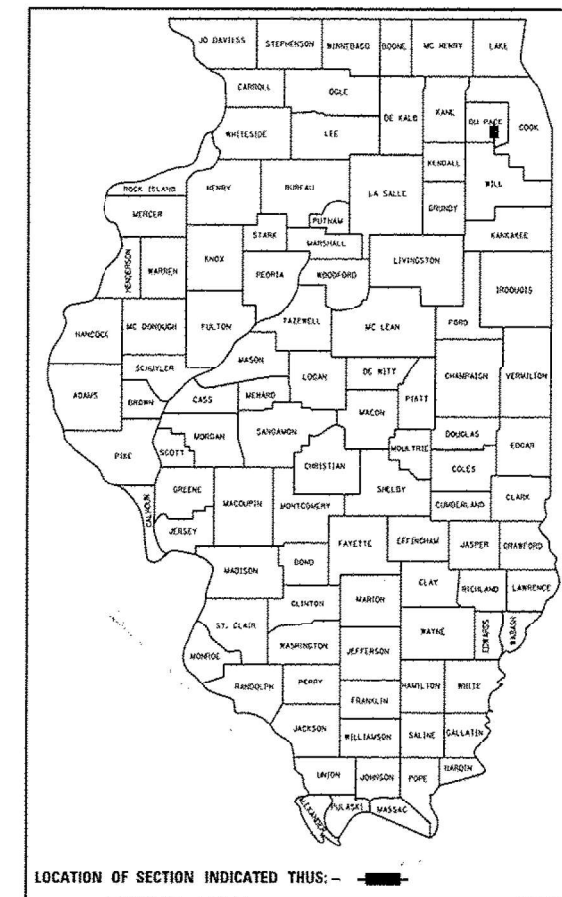 JO DAVIESS STEPHENSON WINNEBAGO BOONE MC HENRY LAKE
CARROLL OGLE
DE KALB KANE DU PAGE COOK
WHITESIDE LEE
KENDALL WILL
ROCK ISLAND HENRY BUREAU LA SALLE
GRUNDY
MERCER PUTNAM
STARK KANKAKEE
HENDERSON WARREN KNOX MARSHALL LIVINGSTON
PEORIA WOODFORD IROQUOIS
HANCOCK MC DONOUGH FULTON TAZEWELL MC LEAN FORD
MASON
SCHUYLER LOGAN DE WITT CHAMPAIGN VERMILION
ADAMS BROWN CASS MENARD PIATT
MACON
MORGAN SANGAMON DOUGLAS EDGAR
PIKE SCOTT CHRISTIAN MOULTRIE COLES
GREENE MACOUPIN MONTGOMERY SHELBY CLARK
CALHOUN CUMBERLAND
JERSEY FAYETTE EFFINGHAM JASPER CRAWFORD
MADISON BOND
CLAY RICHLAND LAWRENCE
CLINTON MARION
ST. CLAIR WAYNE EDWARDS WABASH
WASHINGTON JEFFERSON
MONROE
RANDOLPH PERRY HAMILTON WHITE
FRANKLIN
JACKSON WILLIAMSON SALINE GALLATIN
UNION JOHNSON POPE HARDIN
ALEXANDER PULASKI MASSAC
LOCATION OF SECTION INDICATED THUS: -